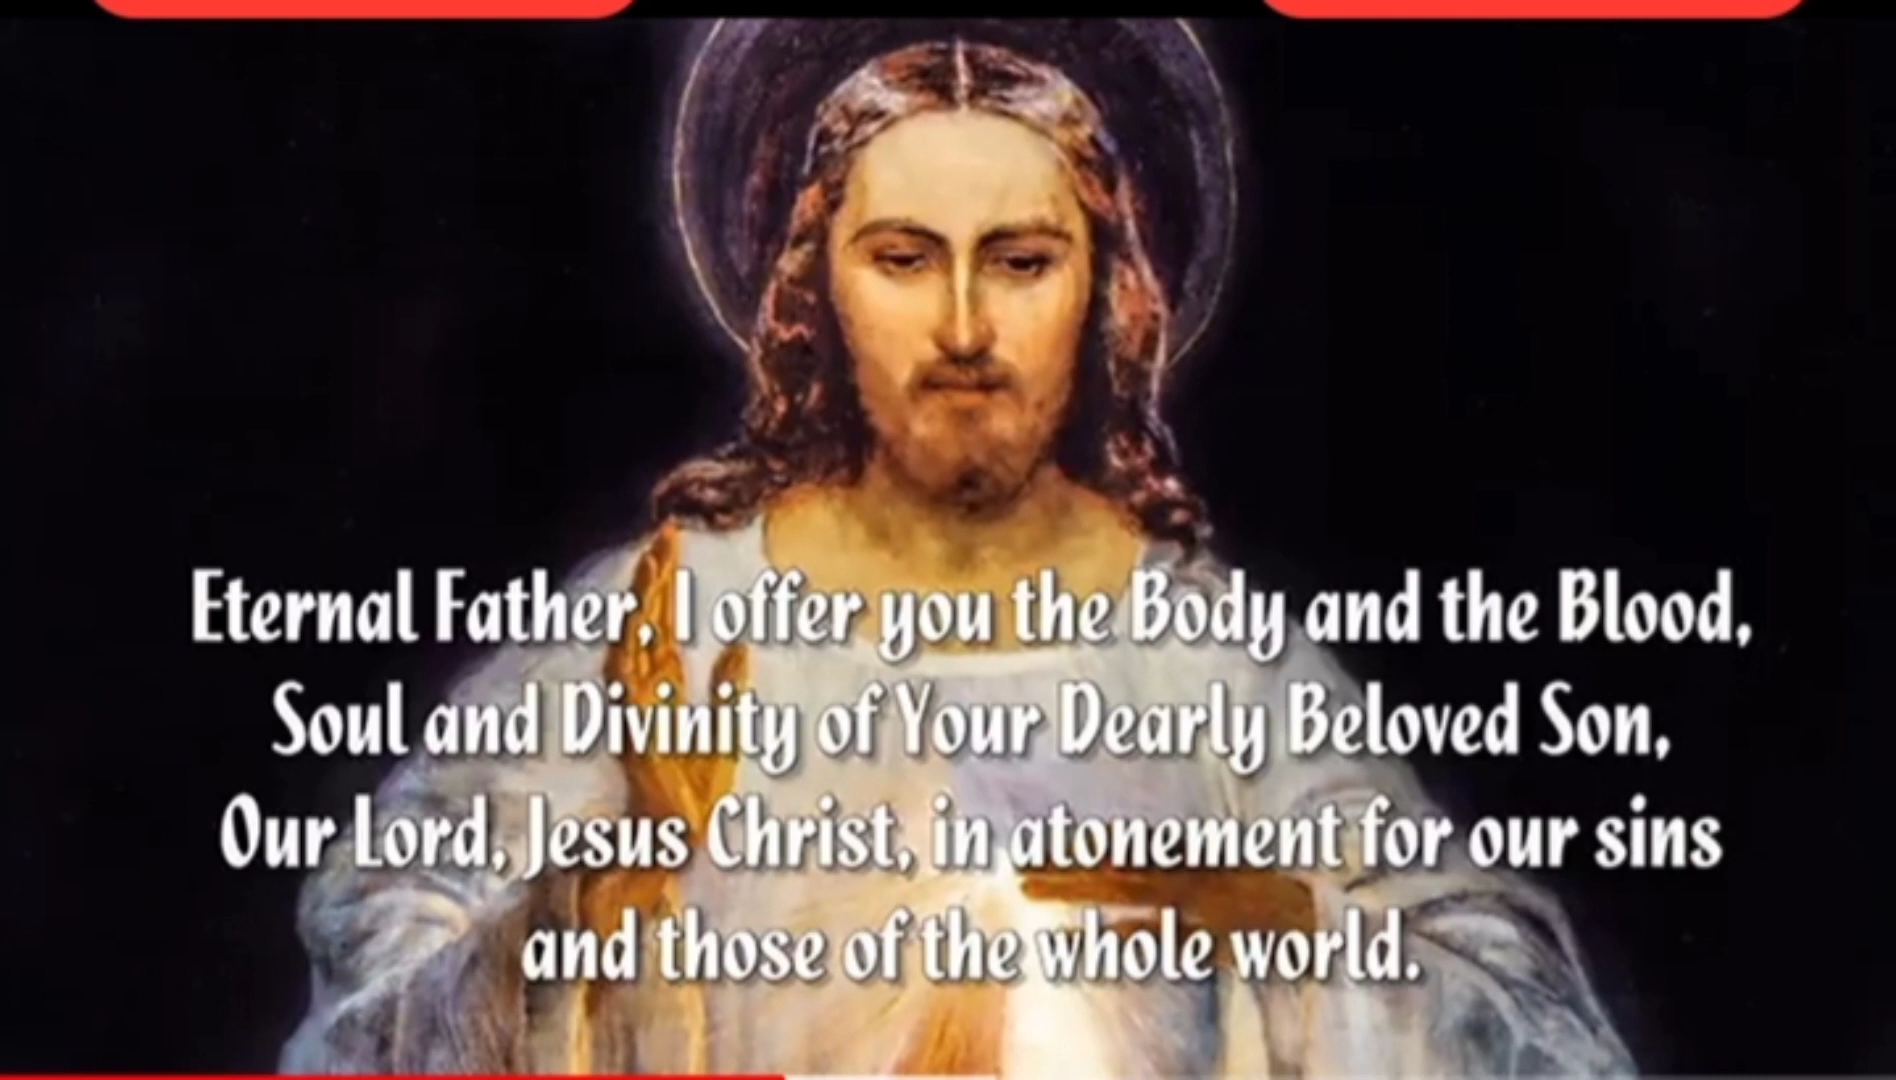 Eternal Father, I offer you the Body and the Blood,
Soul and Divinity of Your Dearly Beloved Son,
Our Lord, Jesus Christ, in atonement for our sins
and those of the whole world.